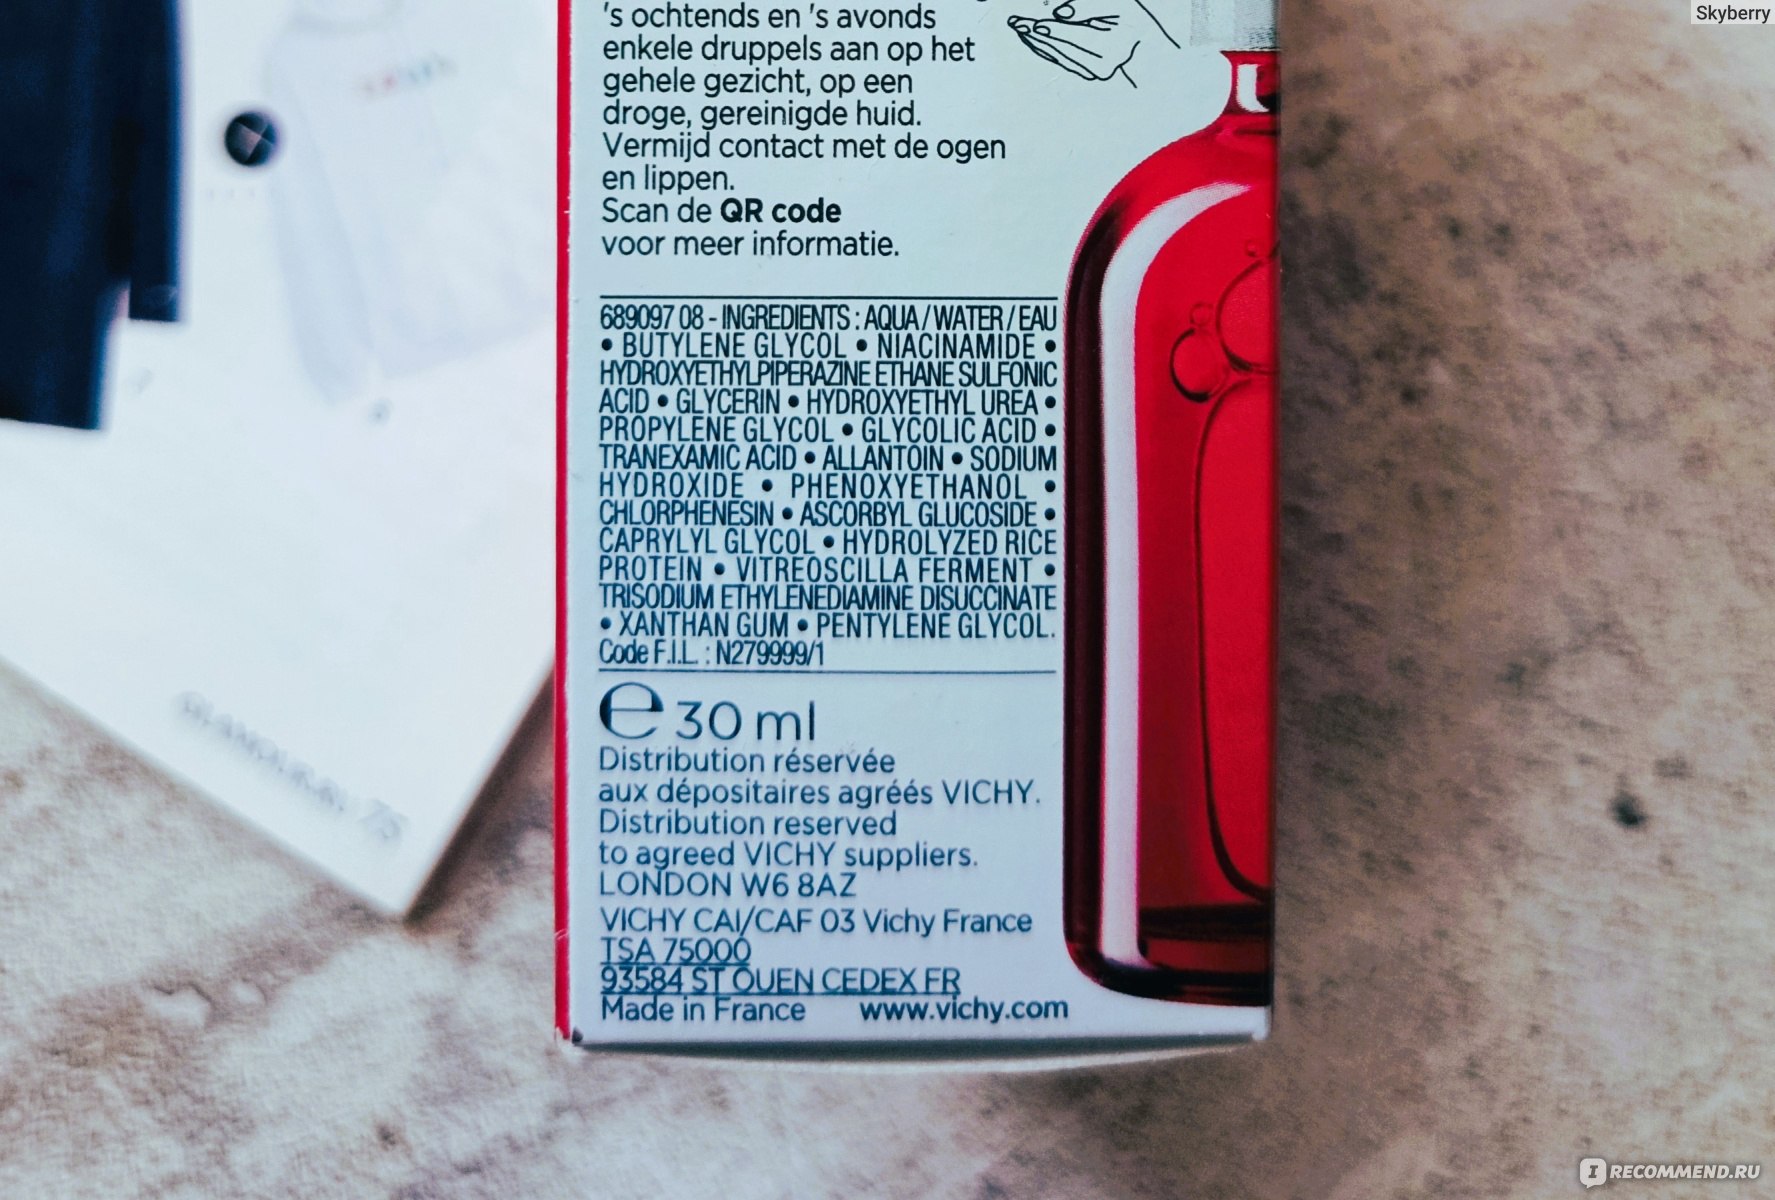 Skyberry
's ochtends en 's avonds
enkele druppels aan op het
gehele gezicht, op een
droge, gereinigde huid.
Vermijd contact met de ogen
en lippen.
Scan de QR code
voor meer informatie.
689097 08 - INGREDIENTS : AQUA / WATER / EAU
• BUTYLENE GLYCOL • NIACINAMIDE •
HYDROXYETHYLPIPERAZINE ETHANE SULFONIC
ACID • GLYCERIN • HYDROXYETHYL UREA •
PROPYLENE GLYCOL • GLYCOLIC ACID •
TRANEXAMIC ACID • ALLANTOIN • SODIUM
HYDROXIDE • PHENOXYETHANOL •
CHLORPHENESIN • ASCORBYL GLUCOSIDE •
CAPRYLYL GLYCOL • HYDROLYZED RICE
PROTEIN • VITREOSCILLA FERMENT •
TRISODIUM ETHYLENEDIAMINE DISUCCINATE
• XANTHAN GUM • PENTYLENE GLYCOL.
Code F.I.L. : N279999/1
e 30 ml
Distribution réservée
aux dépositaires agréés VICHY.
Distribution reserved
to agreed VICHY suppliers.
LONDON W6 8AZ
VICHY CAI/CAF 03 Vichy France
TSA 75000
93584 ST OUEN CEDEX FR
Made in France www.vichy.com
I RECOMMEND.RU